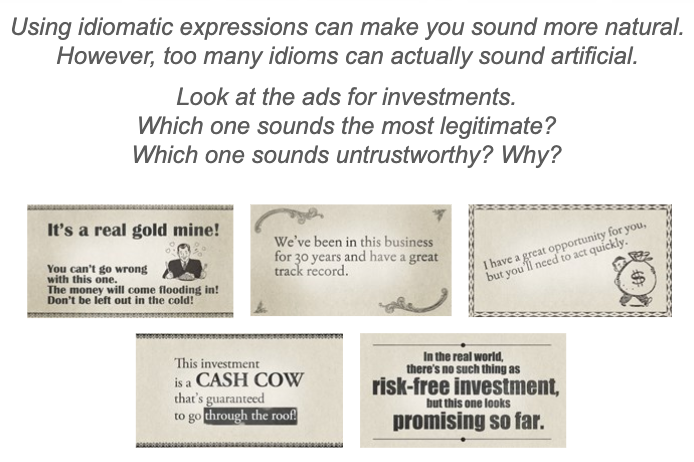 Using idiomatic expressions can make you sound more natural.
However, too many idioms can actually sound artificial.
Look at the ads for investments.
Which one sounds the most legitimate?
Which one sounds untrustworthy? Why?
It's a real gold mine!
You can't go wrong
with this one.
The money will come flooding in!
Don't be left out in the cold!
We've been in this business
for 30 years and have a great
track record.
I have a great opportunity for you,
but you'll need to act quickly.
$
This investment
is a CASH COW
that's guaranteed
to go through the roof!
In the real world,
there's no such thing as
risk-free investment,
but this one looks
promising so far.